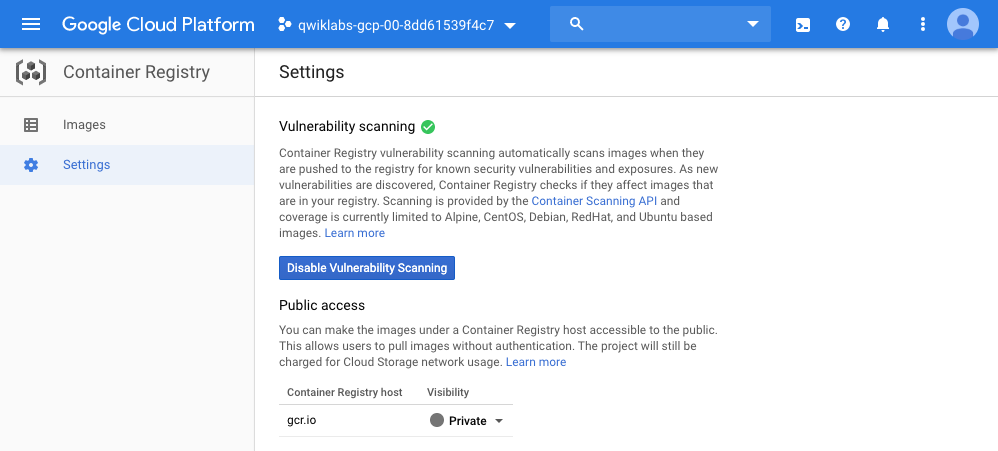 Google Cloud Platform qwiklabs-gcp-00-8dd61539f4c7
Container Registry
Images
Settings
Settings
Vulnerability scanning
Container Registry vulnerability scanning automatically scans images when they
are pushed to the registry for known security vulnerabilities and exposures. As new
vulnerabilities are discovered, Container Registry checks if they affect images that
are in your registry. Scanning is provided by the Container Scanning API and
coverage is currently limited to Alpine, CentOS, Debian, RedHat, and Ubuntu based
images. Learn more
Disable Vulnerability Scanning
Public access
You can make the images under a Container Registry host accessible to the public.
This allows users to pull images without authentication. The project will still be
charged for Cloud Storage network usage. Learn more
Container Registry host Visibility
gcr.io Private